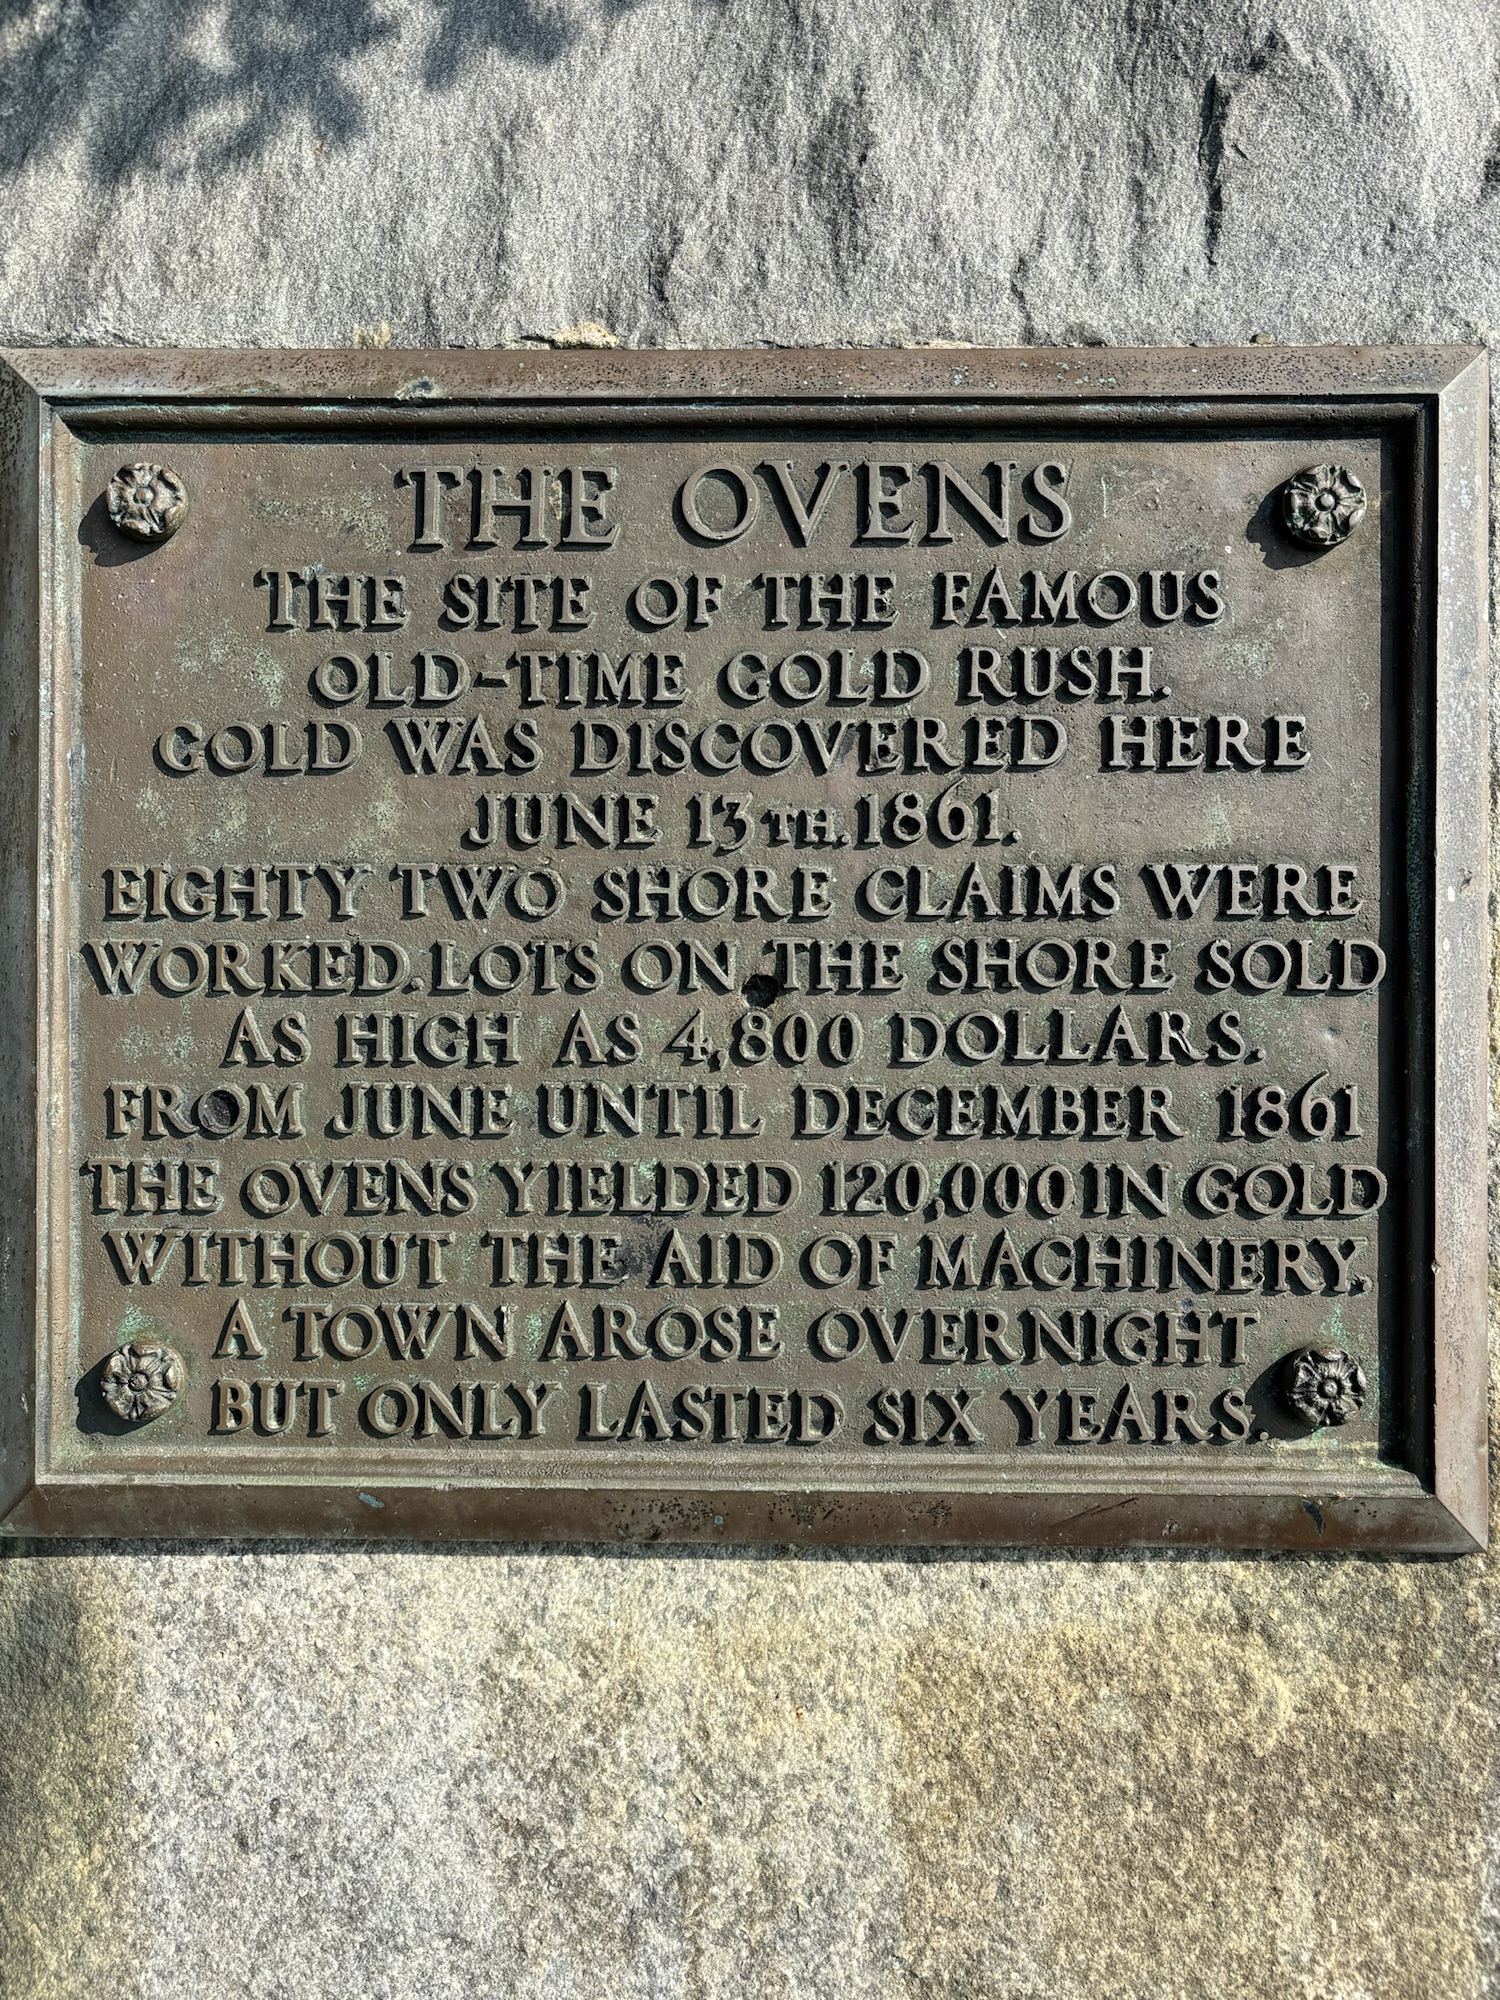 THE OVENS
THE SITE OF THE FAMOUS
OLD-TIME GOLD RUSH.
GOLD WAS DISCOVERED HERE
JUNE 13TH. 1861.
EIGHTY TWO SHORE CLAIMS WERE
WORKED. LOTS ON THE SHORE SOLD
AS HIGH AS 4,800 DOLLARS.
FROM JUNE UNTIL DECEMBER 1861
THE OVENS YIELDED 120,000 IN GOLD
WITHOUT THE AID OF MACHINERY.
A TOWN AROSE OVERNIGHT
BUT ONLY LASTED SIX YEARS.